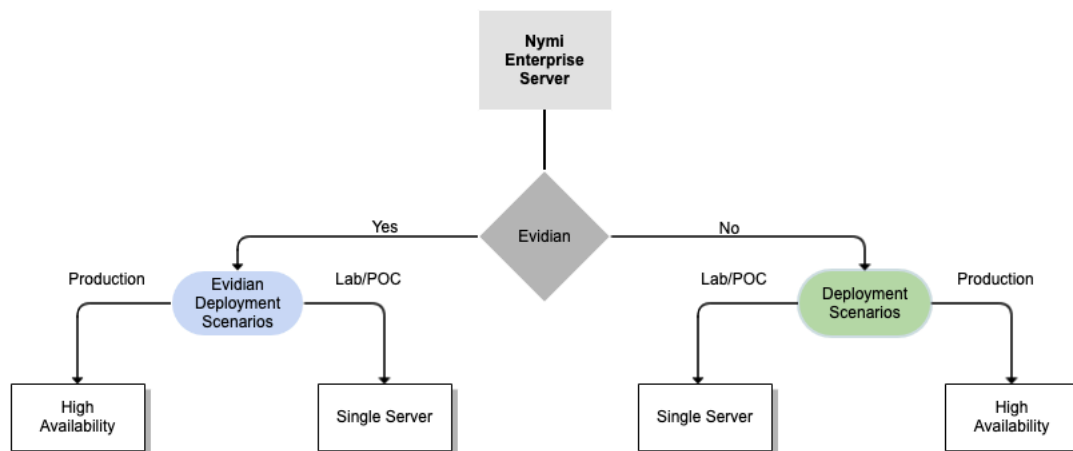 Nymi
Enterprise
Server
Evidian
Yes
No
Production
Evidian
Deployment
Scenarios
Lab/POC
Lab/POC
Deployment
Scenarios
Production
High
Availability
Single Server
Single Server
High
Availability